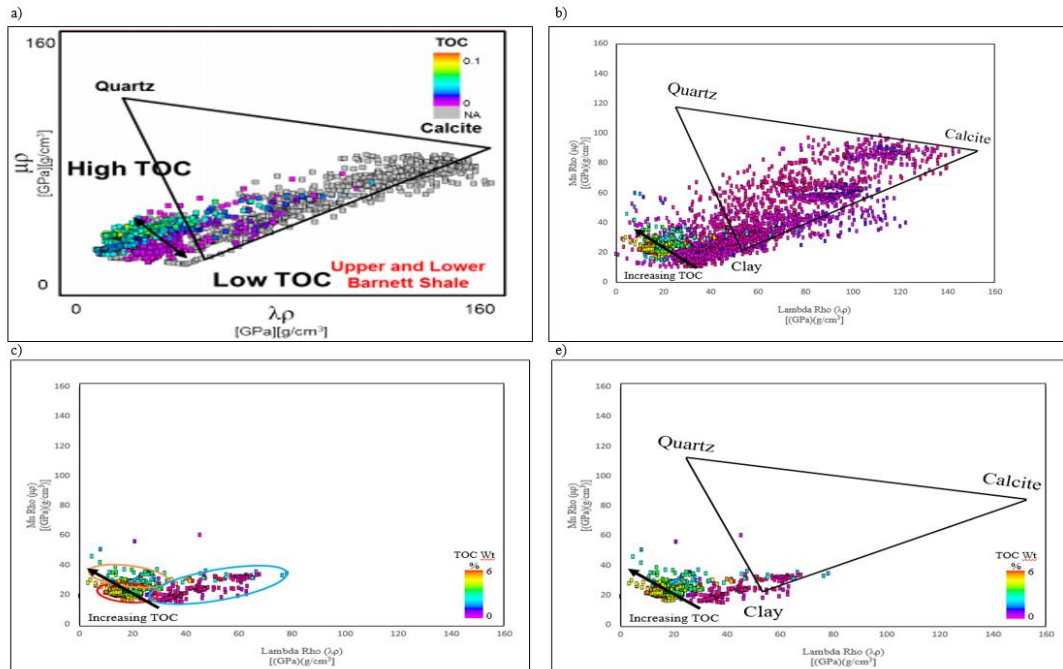 a)
160
TOC
0.1
0
NA
Quartz
Calcite
High TOC
μρ
[GPa][g/cm³]
Low TOC
Upper and Lower
Barnett Shale
0
0
160
λρ
[GPa][g/cm³]
b)
160
140
120
100
80
60
40
20
0
Mu Rho (μρ)
[(GPa)(g/cm³)]
Quartz
Calcite
Clay
Increasing TOC
0 20 40 60 80 100 120 140 160
Lambda Rho (λρ)
[(GPa)(g/cm³]
c)
160
140
120
100
80
60
40
20
0
Mu Rho (μρ)
[(GPa)(g/cm³)]
TOC Wt
%
6
0
Increasing TOC
0 20 40 60 80 100 120 140 160
Lambda Rho (λρ)
[(GPa)(g/cm³]
e)
160
140
120
100
80
60
40
20
0
Mu Rho (μρ)
[(GPa)(g/cm³)]
Quartz
Calcite
Clay
TOC Wt
%
6
0
Increasing TOC
0 20 40 60 80 100 120 140 160
Lambda Rho (λρ)
[(GPa)(g/cm³]